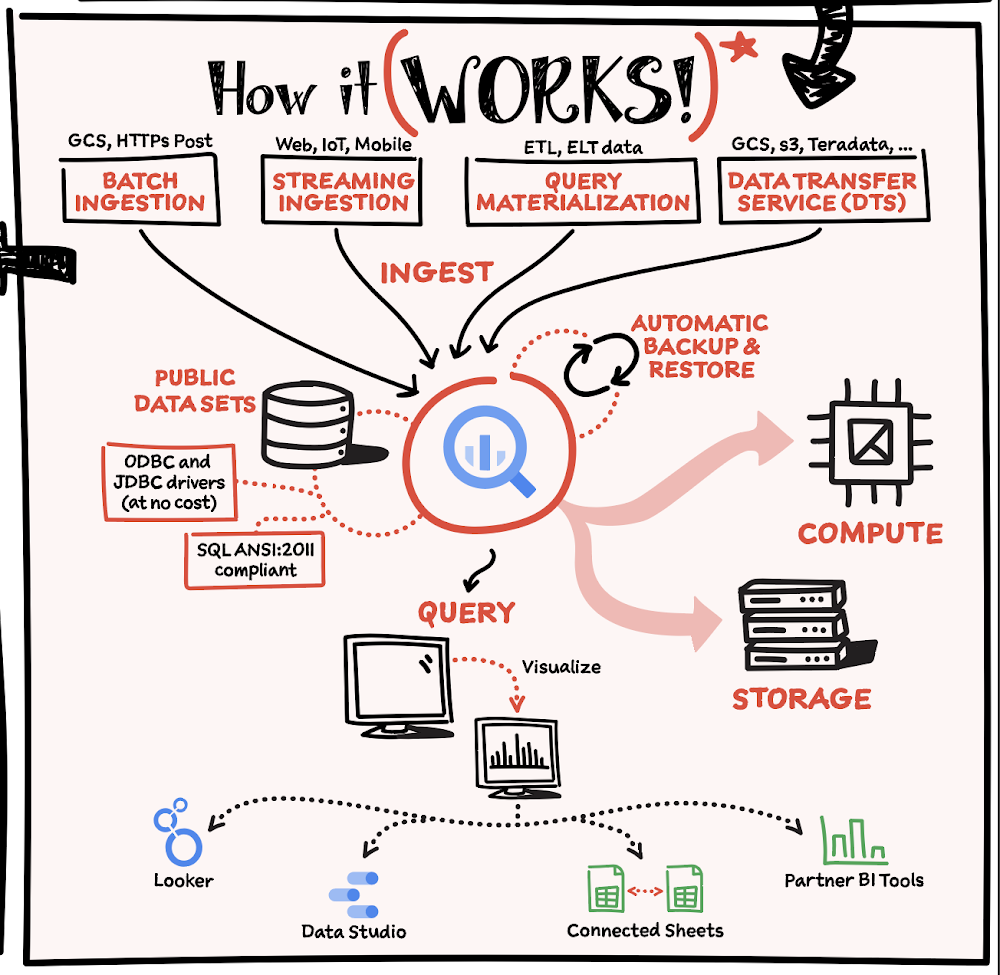 How it (WORKS!)*
GCS, HTTPs Post
BATCH
INGESTION
Web, IoT, Mobile
STREAMING
INGESTION
ETL, ELT data
QUERY
MATERIALIZATION
GCS, s3, Teradata, ...
DATA TRANSFER
SERVICE (DTS)
INGEST
AUTOMATIC
BACKUP &
RESTORE
PUBLIC
DATA SETS
ODBC and
JDBC drivers
(at no cost)
SQL ANSI:2011
compliant
COMPUTE
STORAGE
QUERY
Visualize
Looker
Data Studio
Connected Sheets
Partner BI Tools